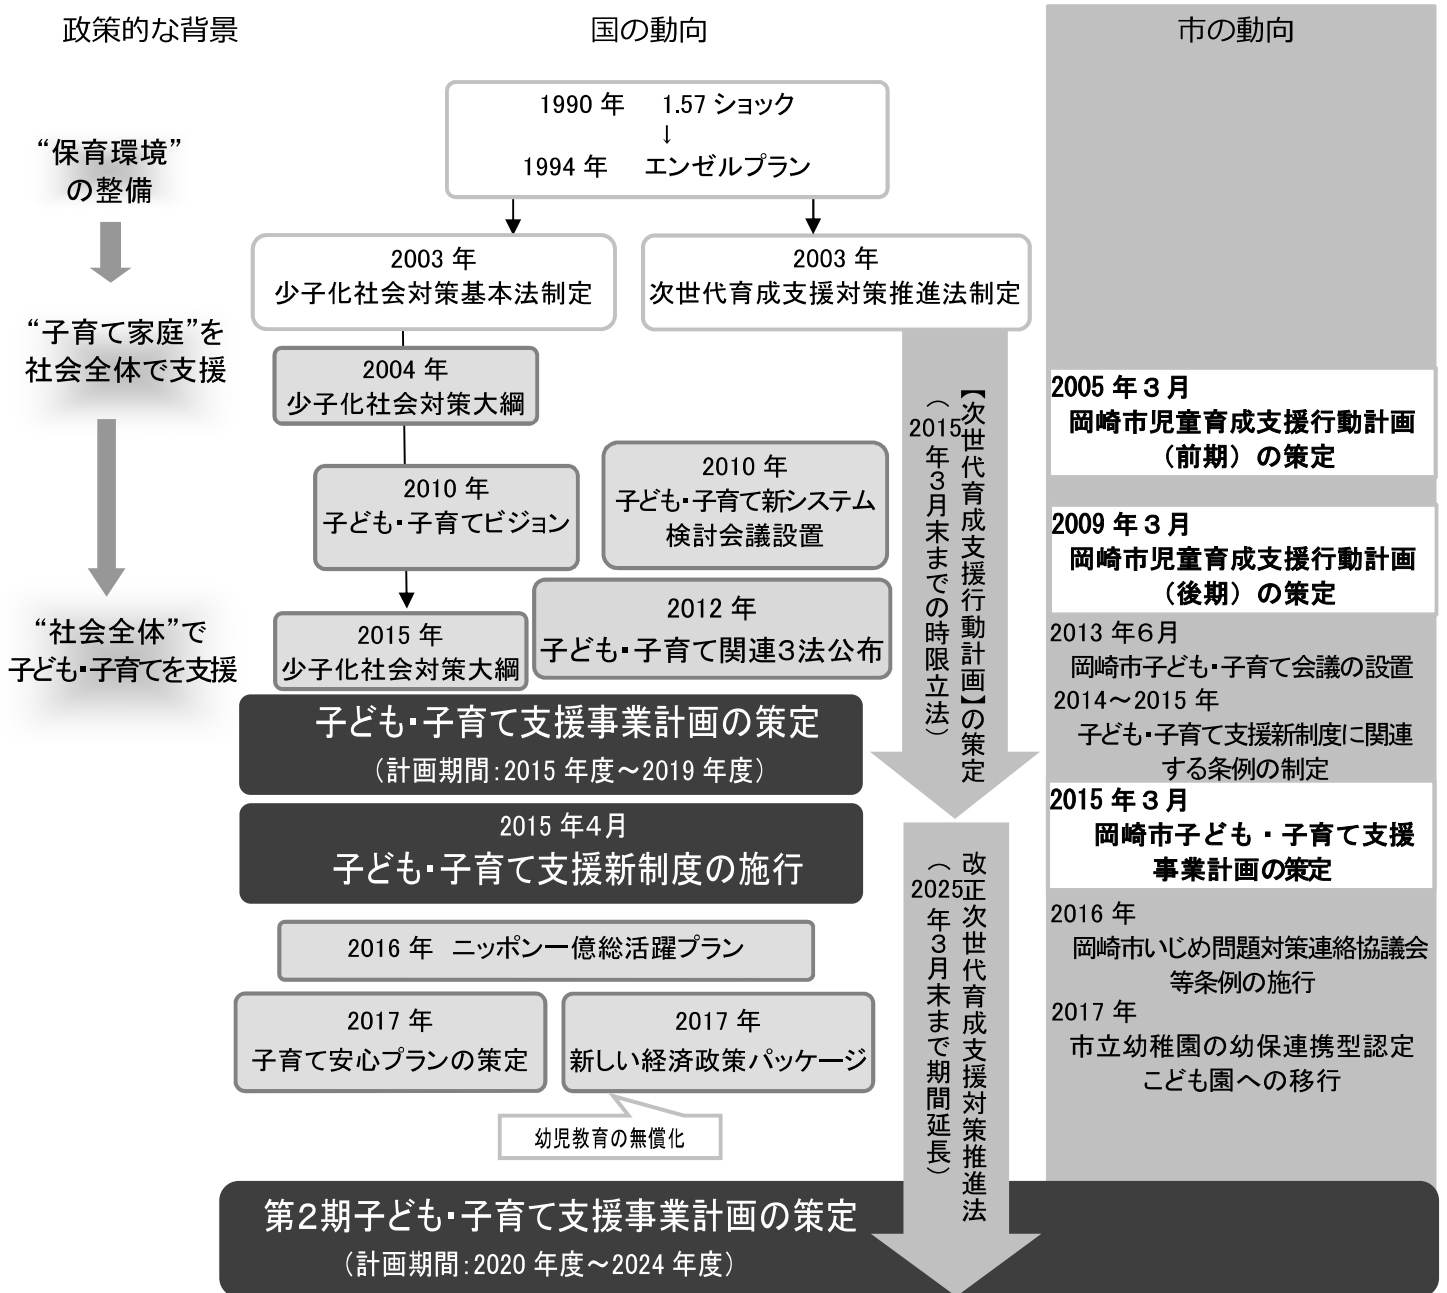 政策的な背景
国の動向
市の動向
“保育環境”
の整備
“子育て家庭”を
社会全体で支援
“社会全体”で
子ども・子育てを支援
1990 年 1.57 ショック
↓
1994 年 エンゼルプラン
2003 年
少子化社会対策基本法制定
2003 年
次世代育成支援対策推進法制定
2004 年
少子化社会対策大綱
2010 年
子ども・子育てビジョン
2010 年
子ども・子育て新システム
検討会議設置
2015 年
少子化社会対策大綱
2012 年
子ども・子育て関連3法公布
【次世代育成支援行動計画】の策定
（2015年３月末までの時限立法）
子ども・子育て支援事業計画の策定
（計画期間：2015 年度～2019 年度）
2015 年４月
子ども・子育て支援新制度の施行
2016 年 ニッポン一億総活躍プラン
2017 年
子育て安心プランの策定
2017 年
新しい経済政策パッケージ
幼児教育の無償化
改正次世代育成支援対策推進法
（2025年３月末まで期間延長）
第２期子ども・子育て支援事業計画の策定
（計画期間：2020 年度～2024 年度）
2005 年３月
岡崎市児童育成支援行動計画
（前期）の策定
2009 年３月
岡崎市児童育成支援行動計画
（後期）の策定
2013 年６月
岡崎市子ども・子育て会議の設置
2014～2015 年
子ども・子育て支援新制度に関連
する条例の制定
2015 年３月
岡崎市子ども・子育て支援
事業計画の策定
2016 年
岡崎市いじめ問題対策連絡協議会
等条例の施行
2017 年
市立幼稚園の幼保連携型認定
こども園への移行